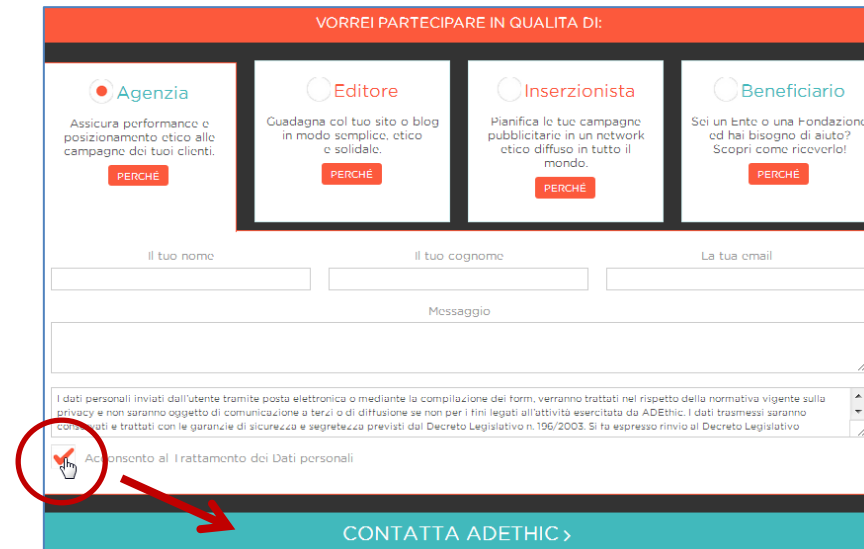 VORREI PARTECIPARE IN QUALITA DI:
Agenzia
Assicura performance e
posizionamento etico alle
campagne dei tuoi clienti.
PERCHÉ
Editore
Guadagna col tuo sito o blog
in modo semplice, etico
e solidale.
PERCHÉ
Inserzionista
Pianifica le tue campagne
pubblicitarie in un network
etico diffuso in tutto il
mondo.
PERCHÉ
Beneficiario
Sei un Ente o una Fondazione
ed hai bisogno di aiuto?
Scopri come riceverlo!
PERCHÉ
Il tuo nome
Il tuo cognome
La tua email
Messaggio
I dati personali inviati dall'utente tramite posta elettronica o mediante la compilazione dei form, verranno trattati nel rispetto della normativa vigente sulla
privacy e non saranno oggetto di comunicazione a terzi o di diffusione se non per i fini legati all'attività esercitata da ADEthic. I dati trasmessi saranno
conservati e trattati con le garanzie di sicurezza e segretezza previsti dal Decreto Legislativo n. 196/2003. Si fa espresso rinvio al Decreto Legislativo
Acconsento al Trattamento dei Dati personali
CONTATTA ADETHIC >